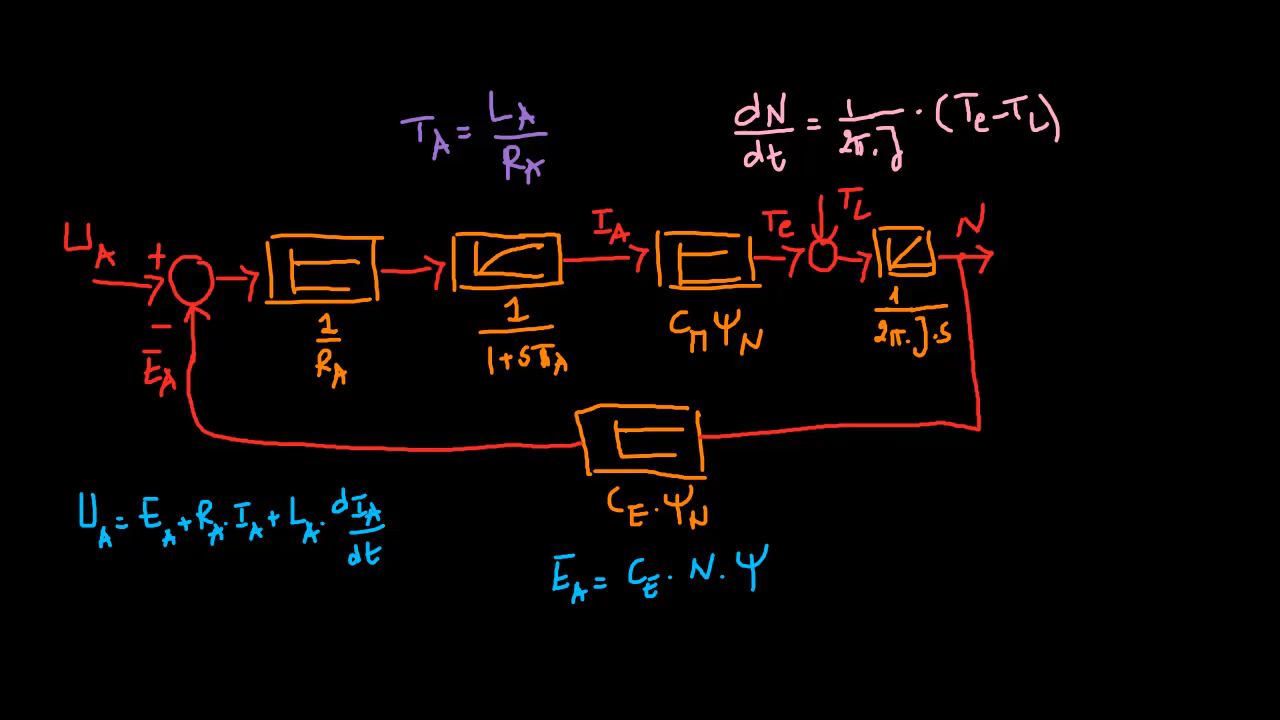 T_A = L_A / R_A
dN/dt = 1/(2π.J) · (T_e - T_L)
U_A
+
I_A
T_e
T_L
N
−
E_A
1/R_A
1/(1+sT_A)
C_M Ψ_N
1/(2π.J.s)
C_E · Ψ_N
U_A = E_A + R_A · I_A + L_A · dI_A/dt
E_A = C_E · N · Ψ